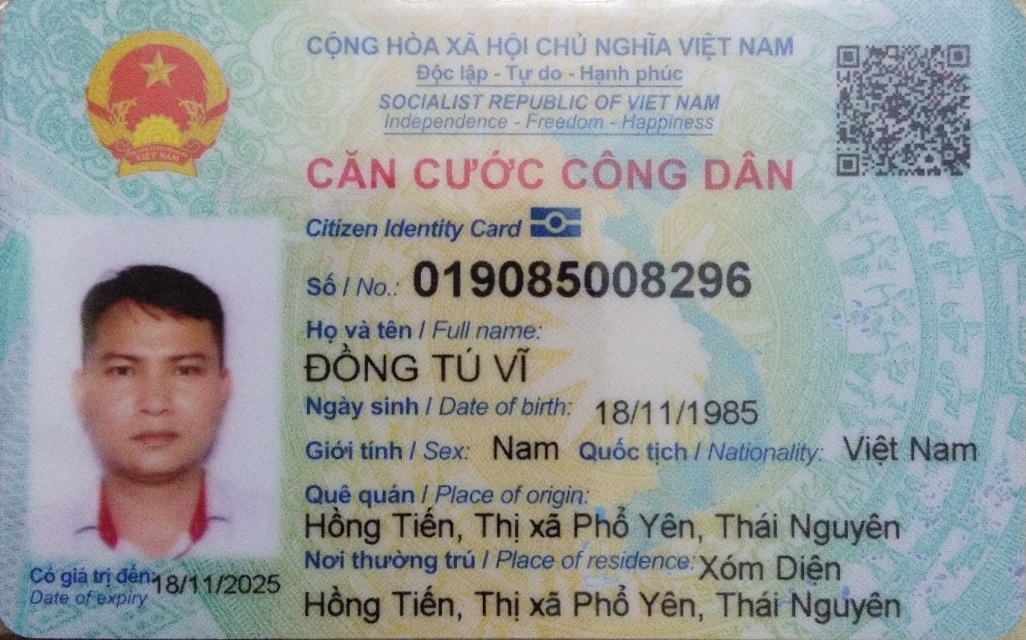 CỘNG HÒA XÃ HỘI CHỦ NGHĨA VIỆT NAM
Độc lập - Tự do - Hạnh phúc
SOCIALIST REPUBLIC OF VIET NAM
Independence - Freedom - Happiness
CĂN CƯỚC CÔNG DÂN
Citizen Identity Card
Số / No.: 019085008296
Họ và tên / Full name:
ĐỒNG TÚ VĨ
Ngày sinh / Date of birth: 18/11/1985
Giới tính / Sex: Nam Quốc tịch / Nationality: Việt Nam
Quê quán / Place of origin:
Hồng Tiến, Thị xã Phổ Yên, Thái Nguyên
Nơi thường trú / Place of residence: Xóm Diện
Hồng Tiến, Thị xã Phổ Yên, Thái Nguyên
Có giá trị đến: 18/11/2025
Date of expiry
VIỆT NAM